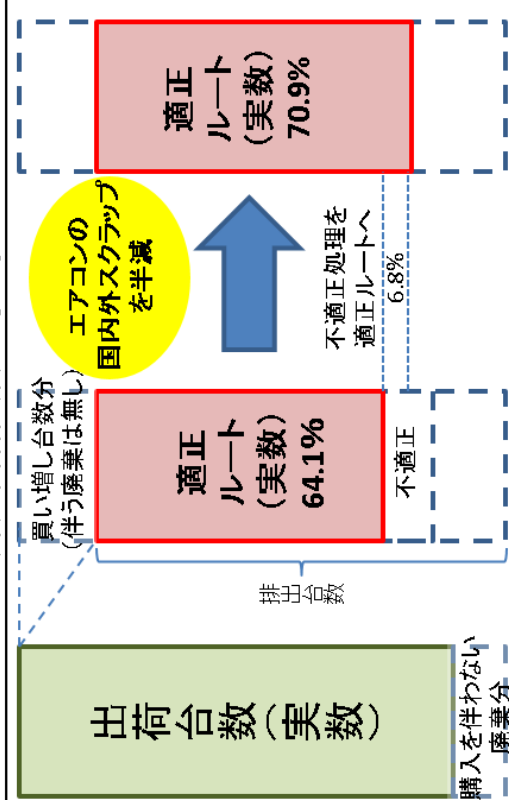 出荷台数(実数)
購入を伴わない
廃棄分
買い増し台数分
(伴う廃棄は無し)
排出台数
適正
ルート
(実数)
64.1%
不適正
エアコンの
国内外スクラップ
を半減
不適正処理を
適正ルートへ
6.8%
適正
ルート
(実数)
70.9%